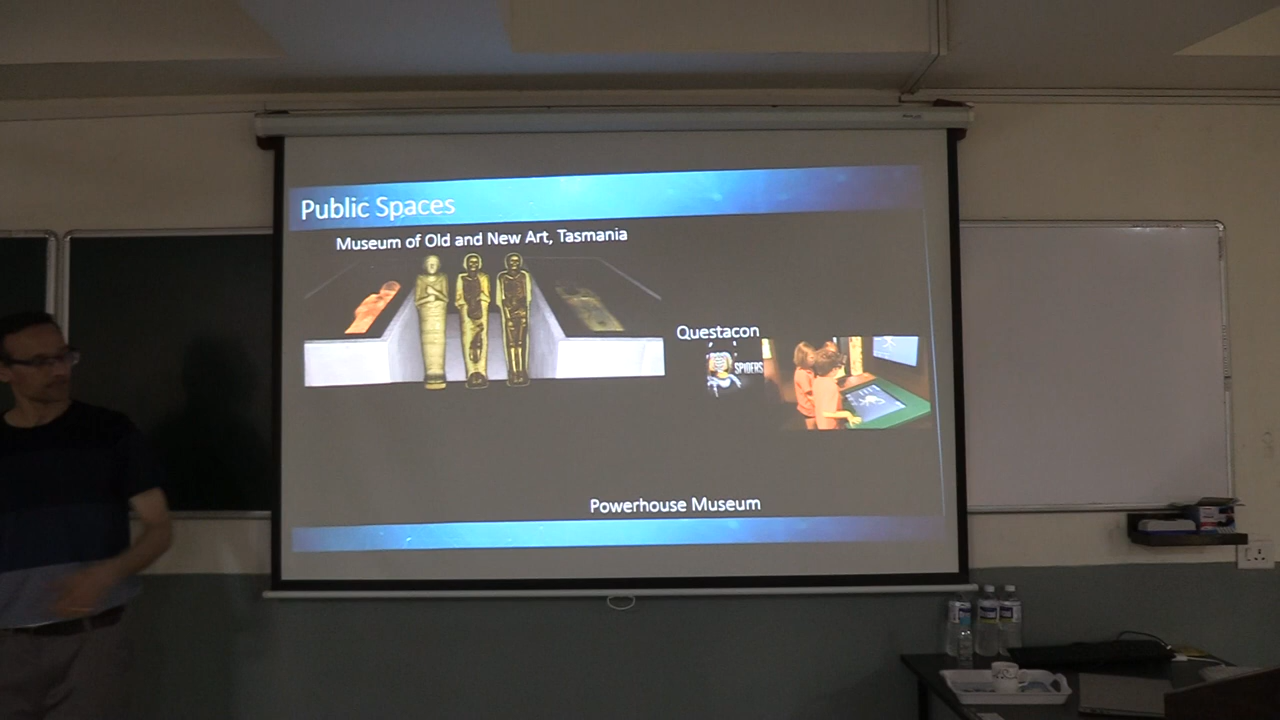 Public Spaces
Museum of Old and New Art, Tasmania
Questacon
SPIDERS
Powerhouse Museum